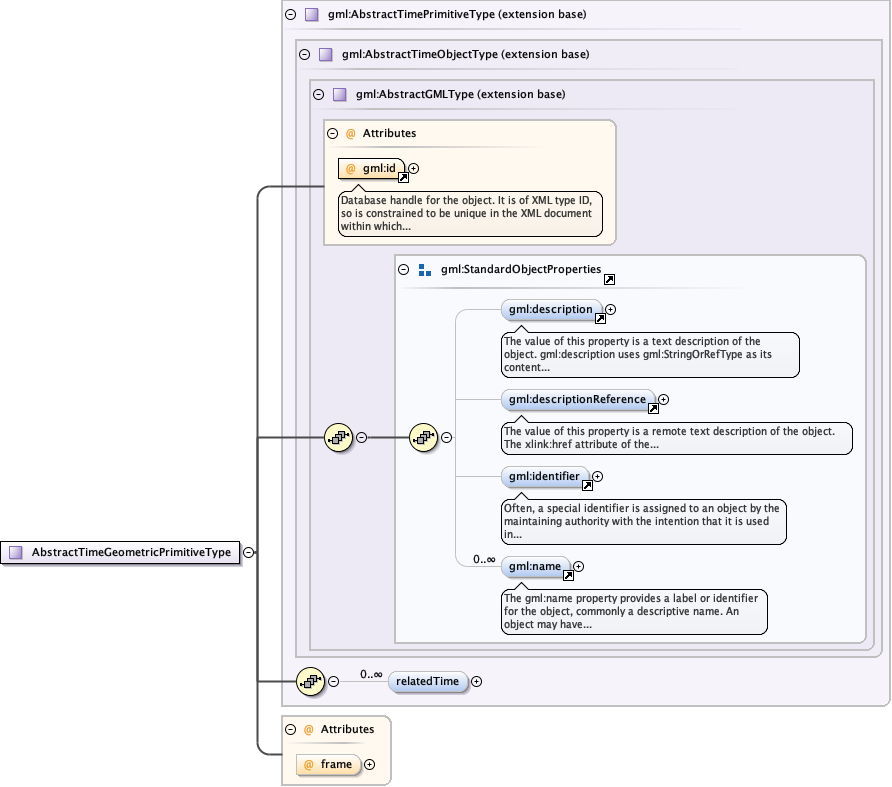 gml:AbstractTimePrimitiveType (extension base)
gml:AbstractTimeObjectType (extension base)
gml:AbstractGMLType (extension base)
@ Attributes
@ gml:id
Database handle for the object. It is of XML type ID,
so is constrained to be unique in the XML document
within which...
gml:StandardObjectProperties
gml:description
The value of this property is a text description of the
object. gml:description uses gml:StringOrRefType as its
content...
gml:descriptionReference
The value of this property is a remote text description of the object.
The xlink:href attribute of the...
gml:identifier
Often, a special identifier is assigned to an object by the
maintaining authority with the intention that it is used
in...
AbstractTimeGeometricPrimitiveType
0..∞
gml:name
The gml:name property provides a label or identifier
for the object, commonly a descriptive name. An
object may have...
0..∞
relatedTime
@ Attributes
@ frame